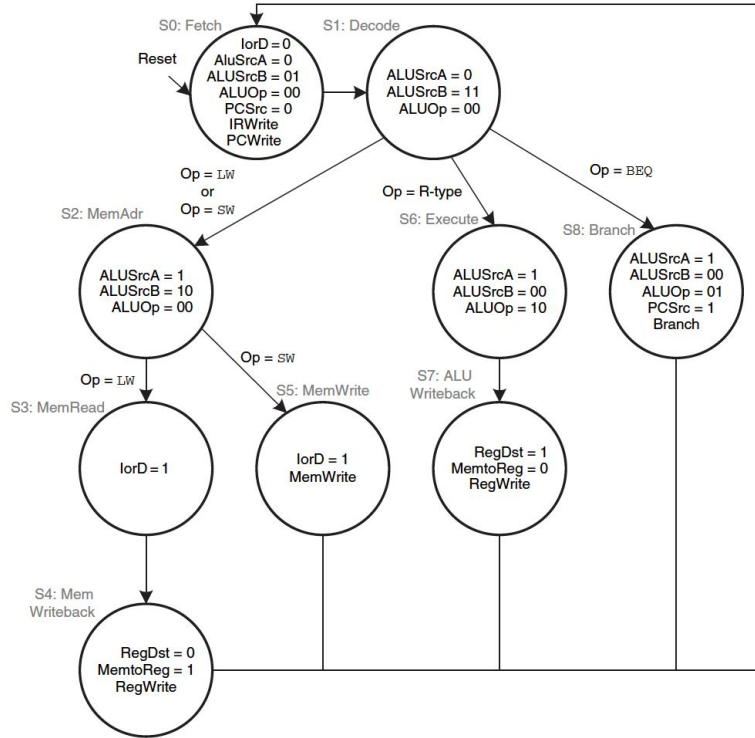 S0: Fetch
S1: Decode
Reset
IorD = 0
AluSrcA = 0
ALUSrcB = 01
ALUOp = 00
PCSrc = 0
IRWrite
PCWrite
ALUSrcA = 0
ALUSrcB = 11
ALUOp = 00
Op = LW
or
Op = SW
Op = R-type
Op = BEQ
S2: MemAdr
S6: Execute
S8: Branch
ALUSrcA = 1
ALUSrcB = 10
ALUOp = 00
ALUSrcA = 1
ALUSrcB = 00
ALUOp = 10
ALUSrcA = 1
ALUSrcB = 00
ALUOp = 01
PCSrc = 1
Branch
Op = LW
Op = SW
S3: MemRead
S5: MemWrite
S7: ALU
Writeback
IorD = 1
IorD = 1
MemWrite
RegDst = 1
MemtoReg = 0
RegWrite
S4: Mem
Writeback
RegDst = 0
MemtoReg = 1
RegWrite